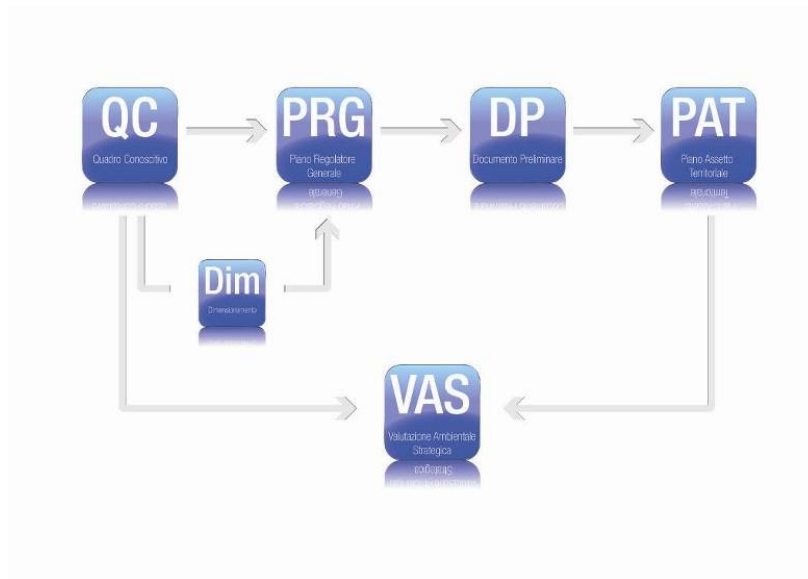 QC
Quadro Conoscitivo
PRG
Piano Regolatore
Generale
DP
Documento Preliminare
PAT
Piano Assetto
Territoriale
Dim
Dimensionamento
VAS
Valutazione Ambientale
Strategica